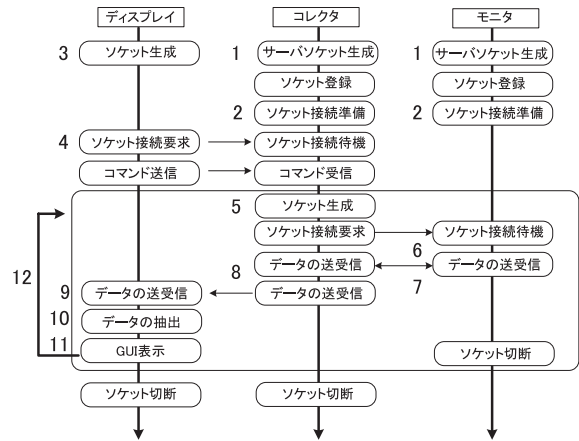 ディスプレイ コレクタ モニタ
3 ソケット生成 1 サーバソケット生成 1 サーバソケット生成
ソケット登録 ソケット登録
2 ソケット接続準備 2 ソケット接続準備
4 ソケット接続要求 ソケット接続待機
コマンド送信 コマンド受信
5 ソケット生成
ソケット接続要求 ソケット接続待機
6
12
データの送受信 データの送受信
8 7
9 データの送受信 データの送受信
10 データの抽出
11 GUI表示 ソケット切断
ソケット切断 ソケット切断